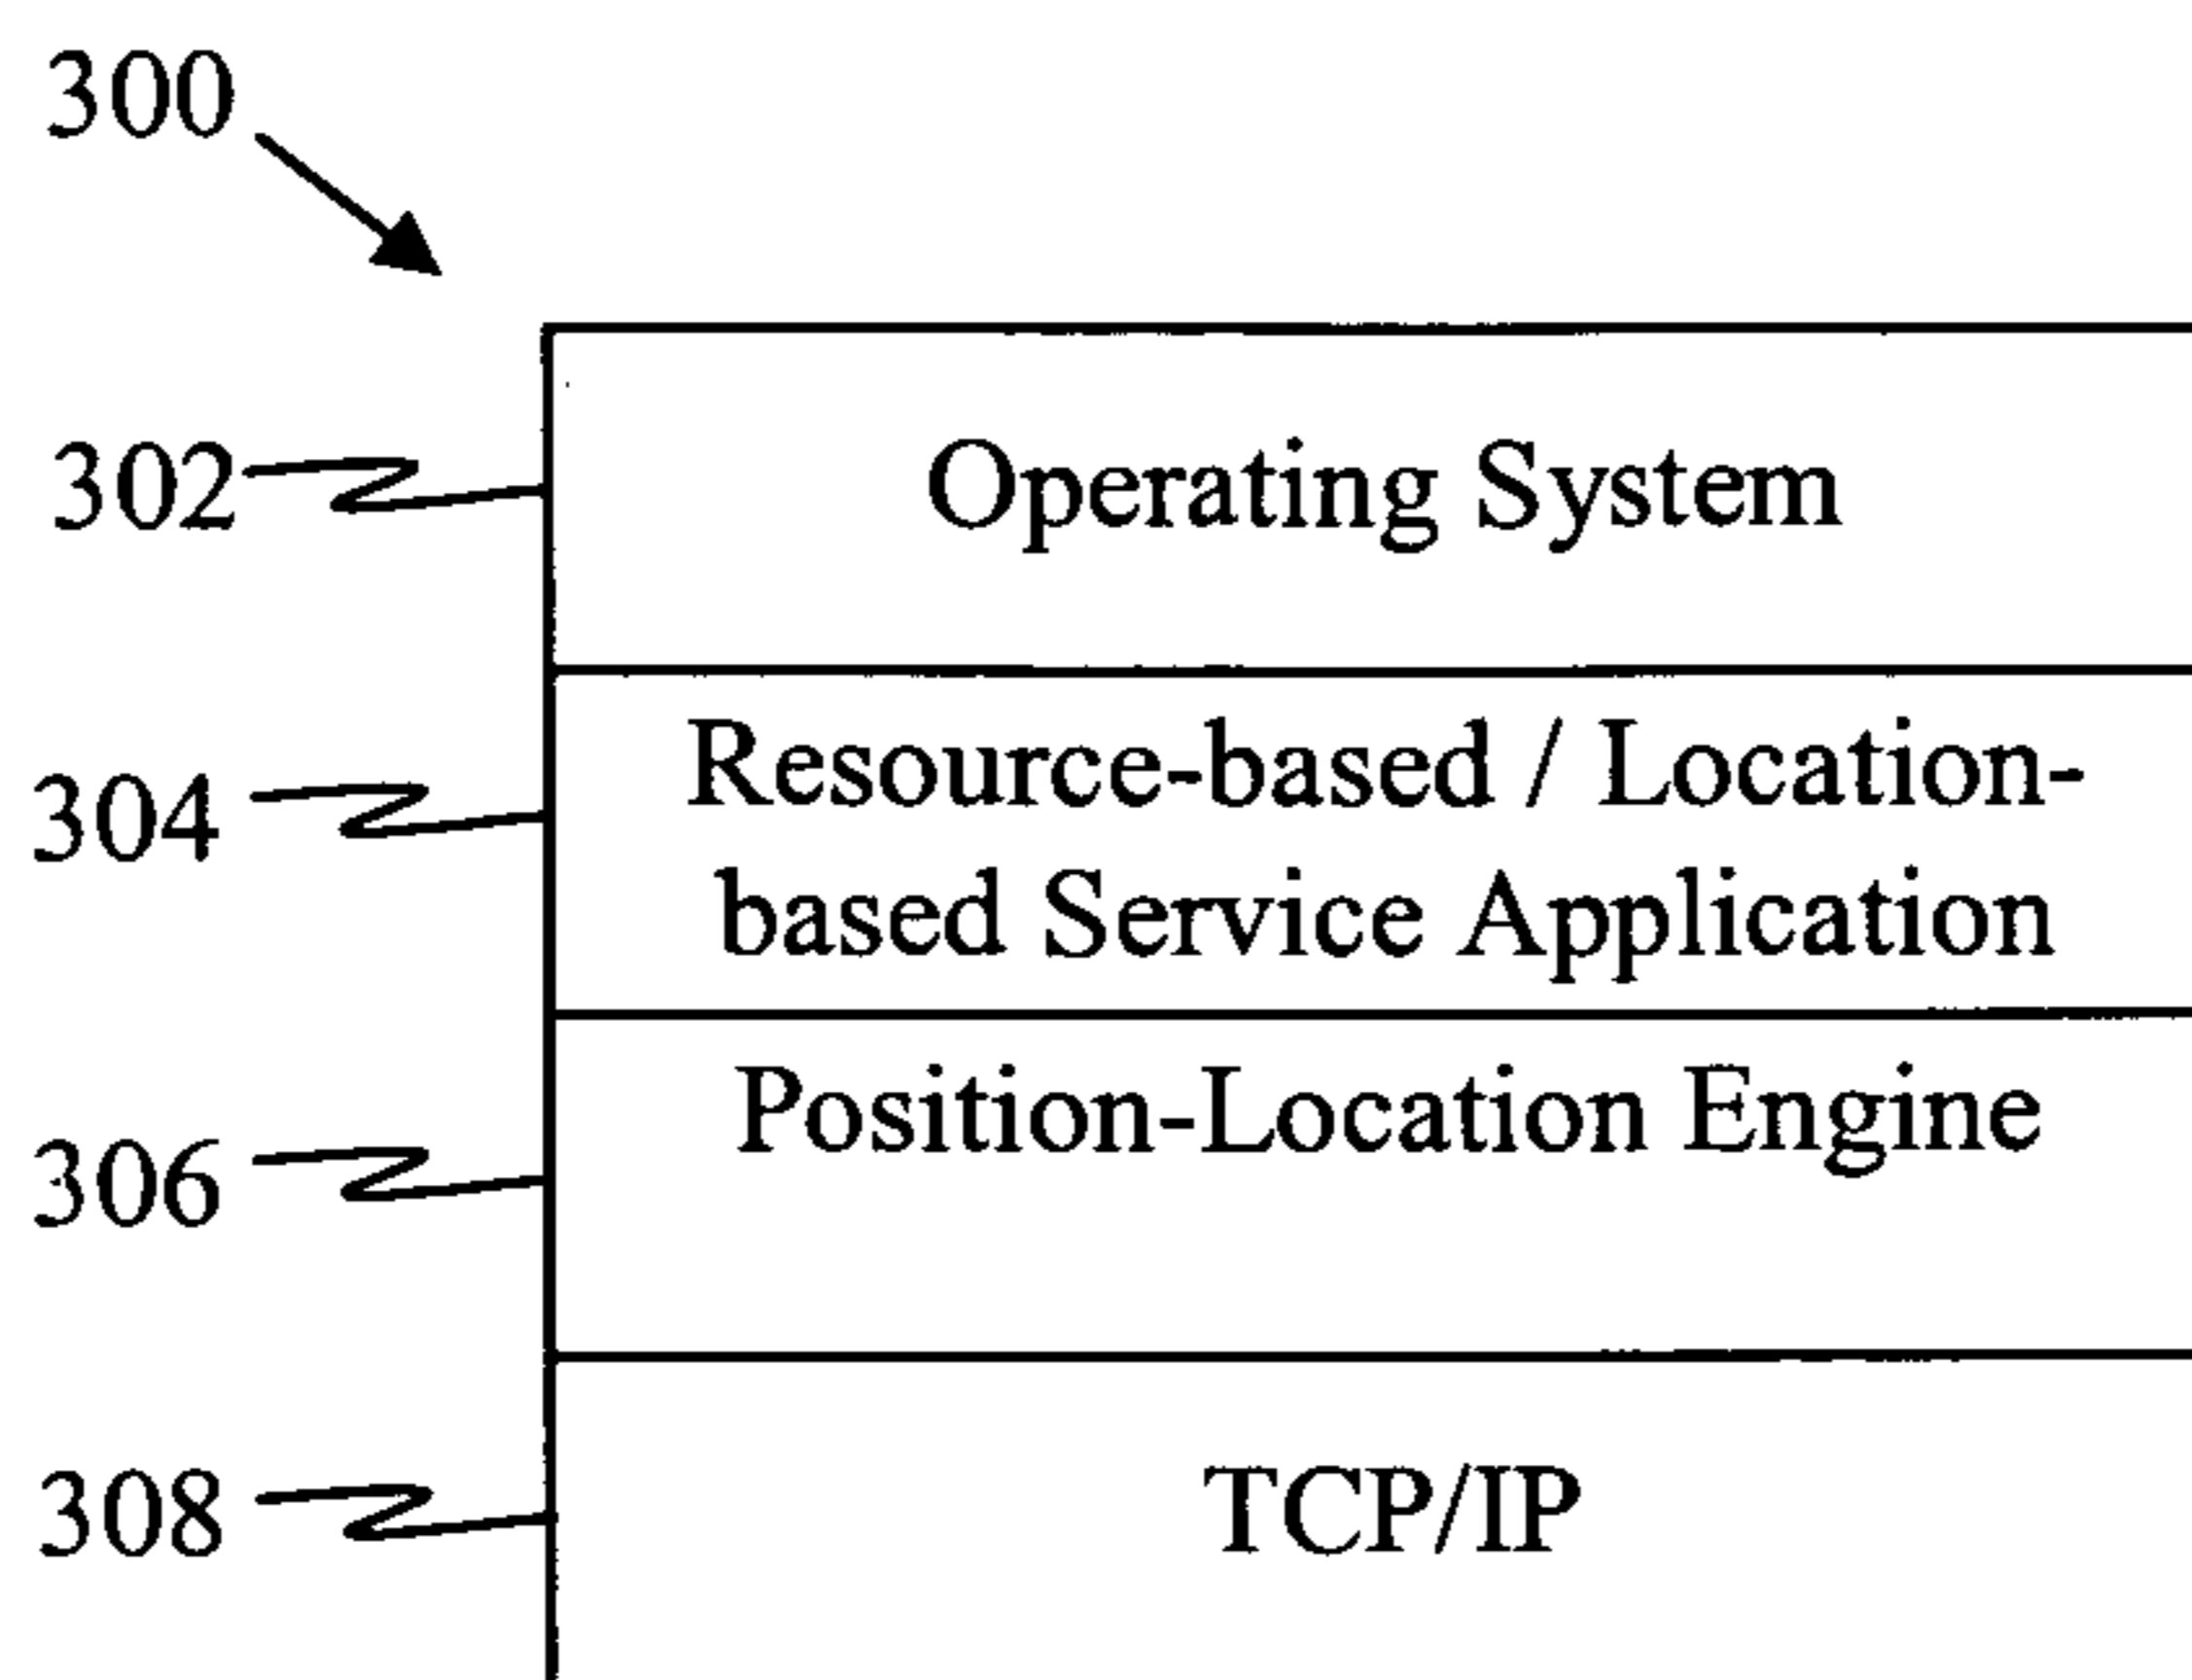 300
302
Operating System
304
Resource-based / Location-
based Service Application
306
Position-Location Engine
308
TCP/IP